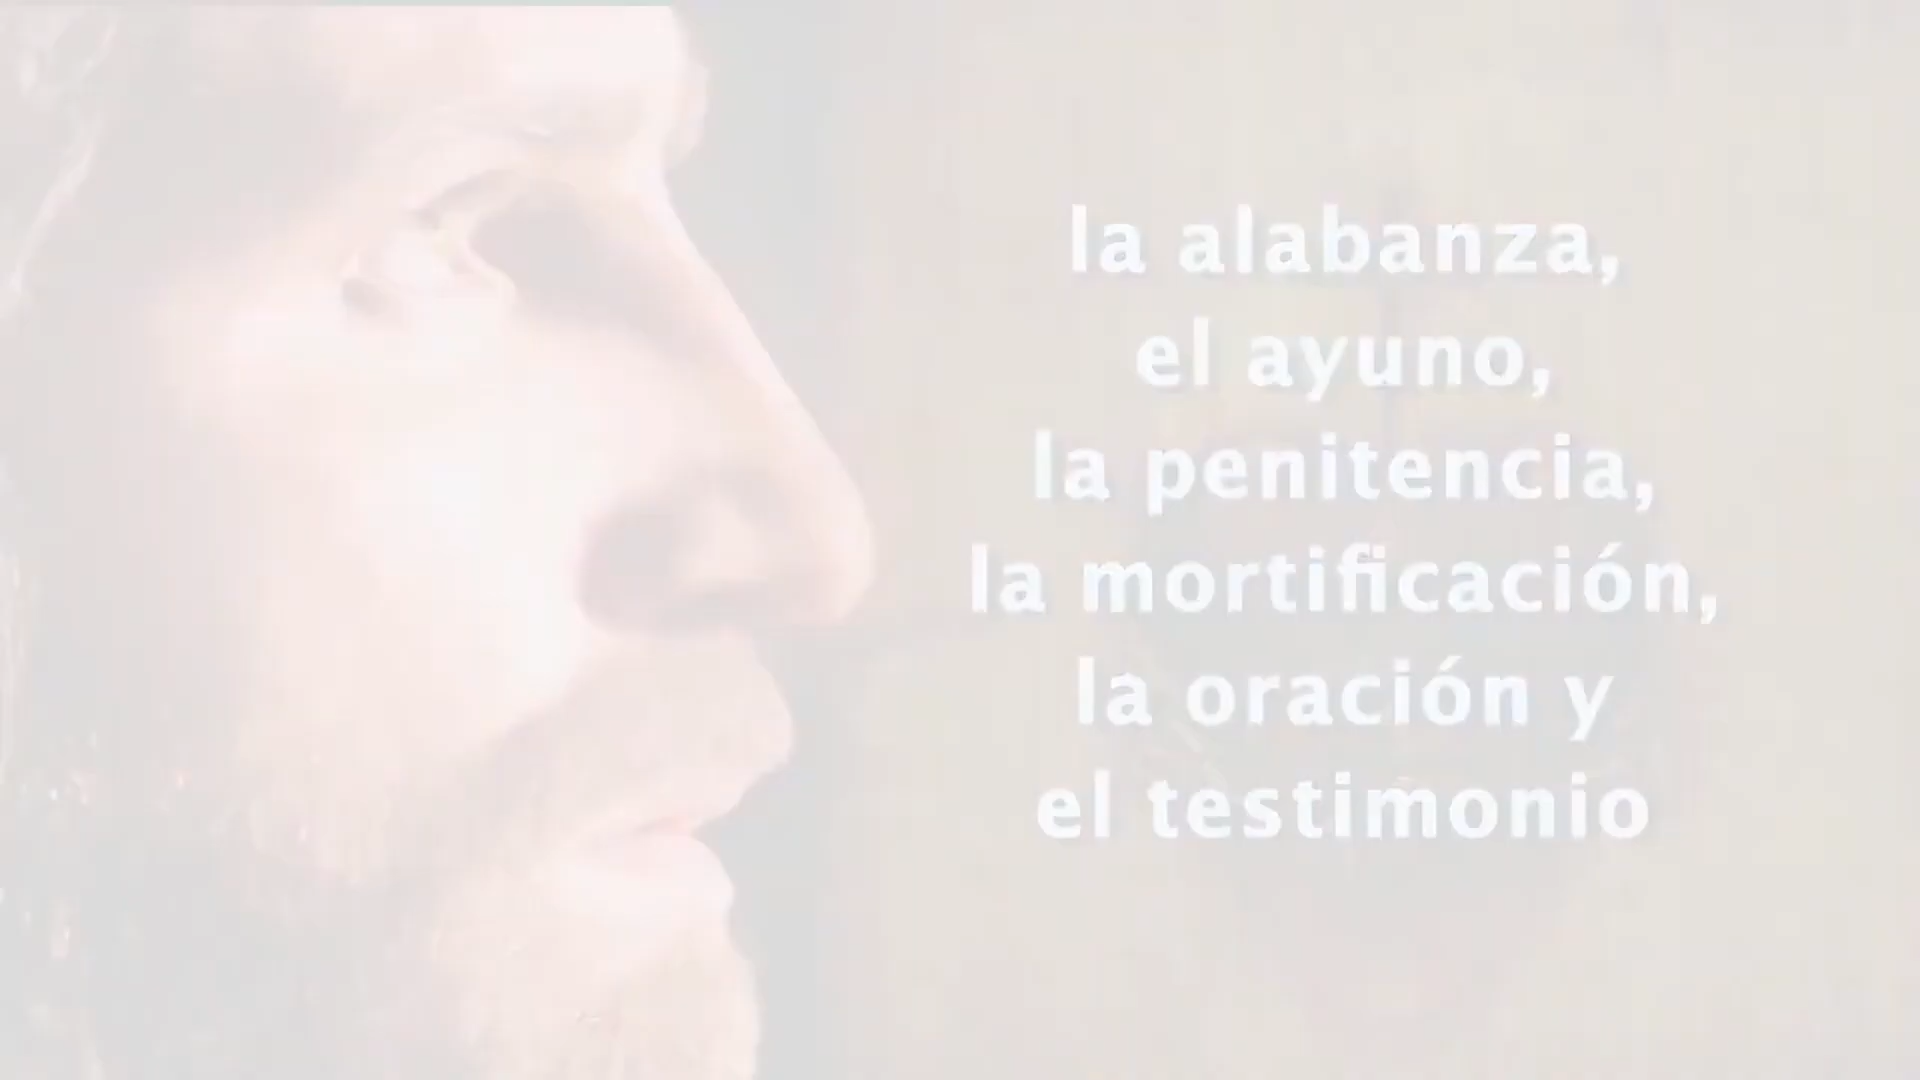 la alabanza,
el ayuno,
la penitencia,
la mortificación,
la oración y
el testimonio